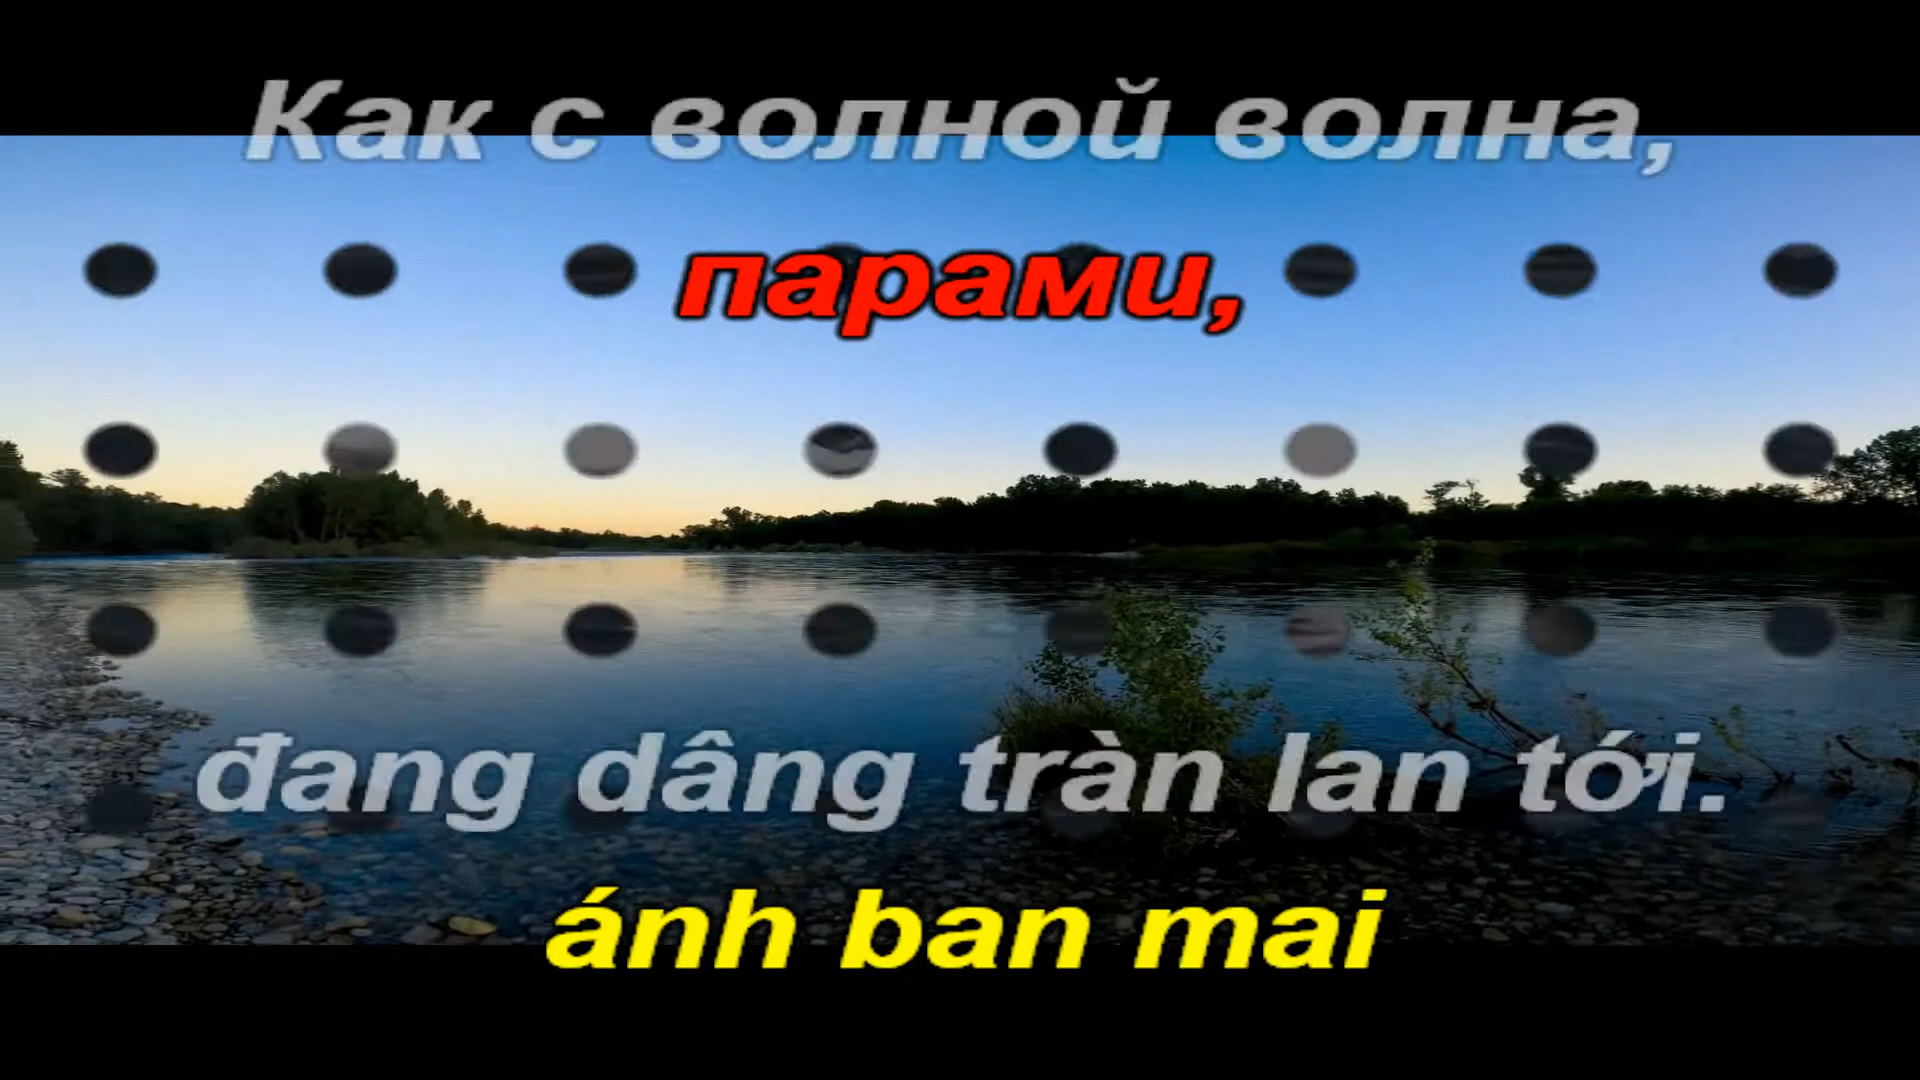 Как с волной волна,
парами,
đang dâng tràn lan tới.
ánh ban mai